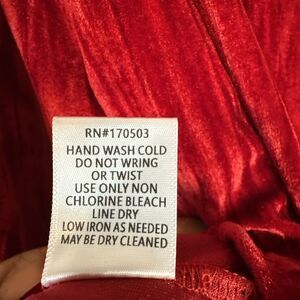 RN#170503
HAND WASH COLD
DO NOT WRING
OR TWIST
USE ONLY NON
CHLORINE BLEACH
LINE DRY
LOW IRON AS NEEDED
MAY BE DRY CLEANED